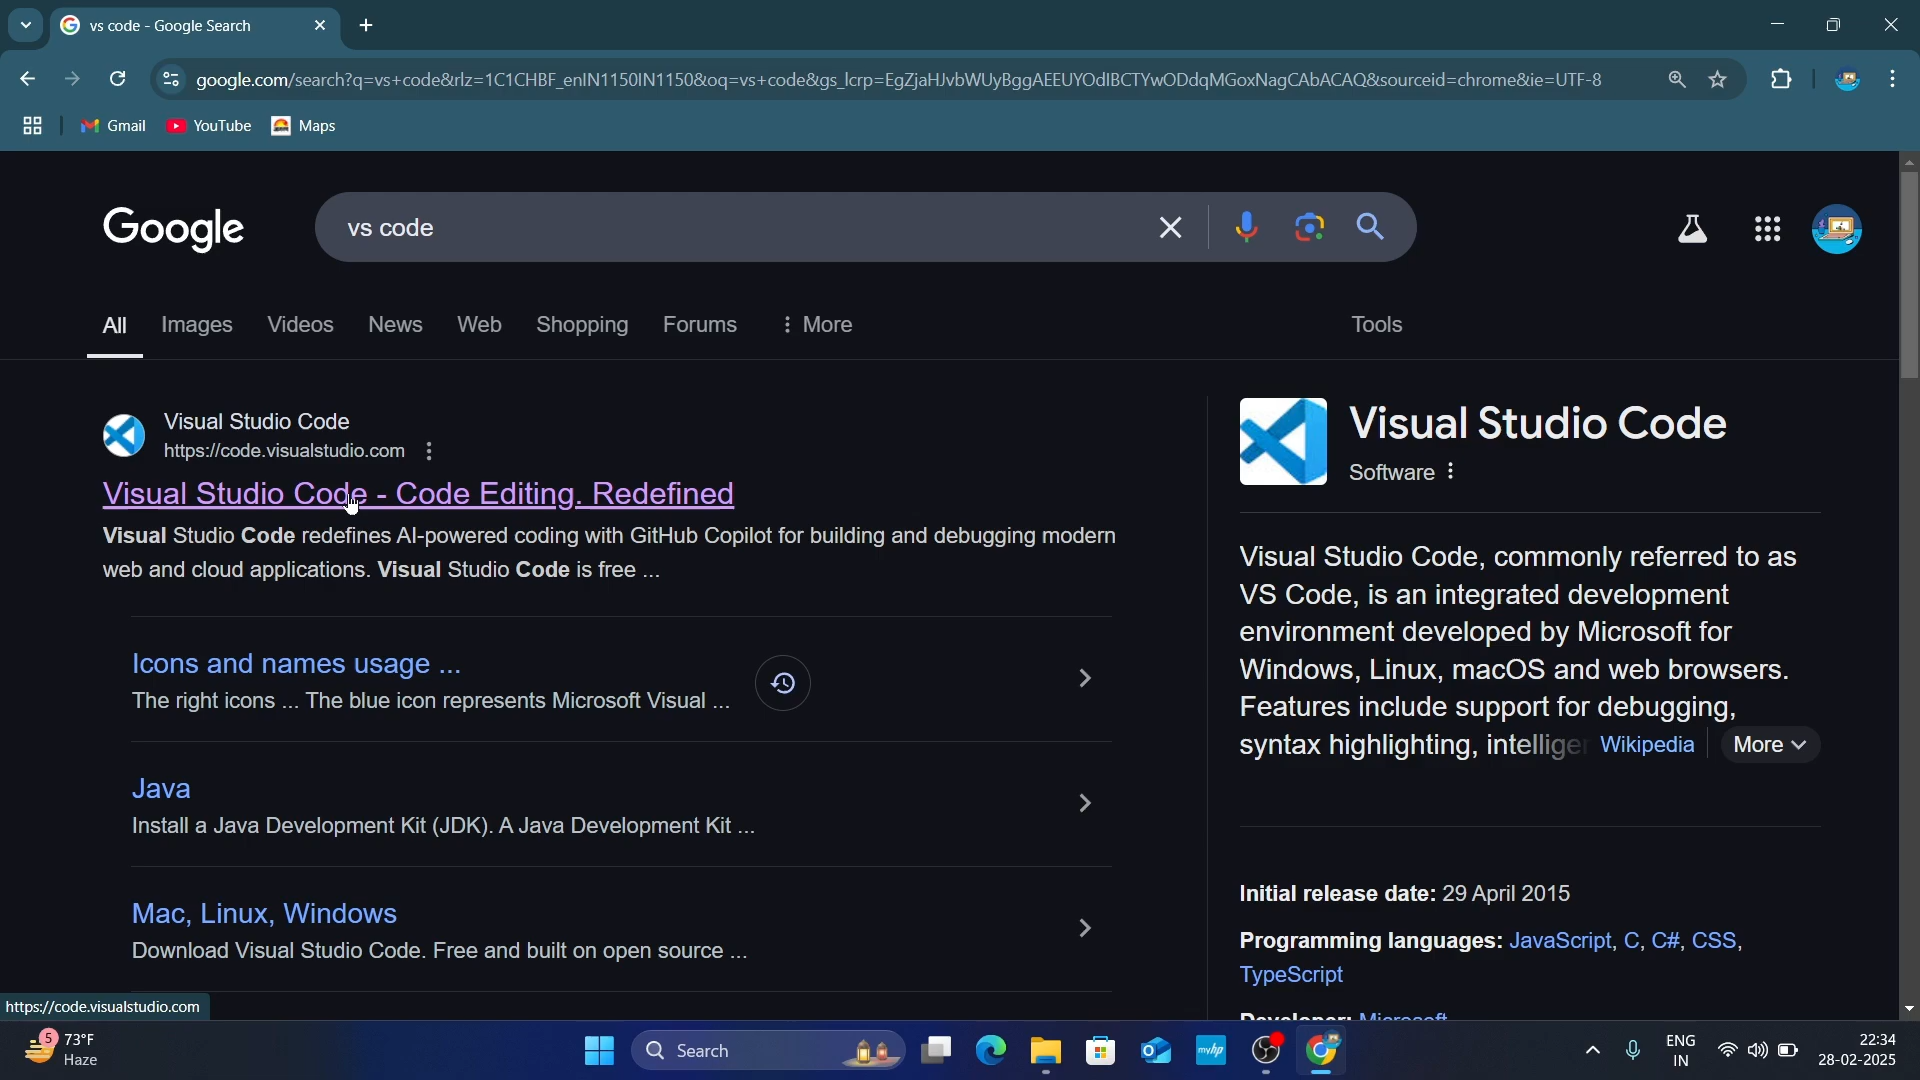 vs code - Google Search
google.com/search?q=vs+code&rlz=1C1CHBF_enIN1150IN1150&oq=vs+code&gs_lcrp=EgZjaHJvbWUyBggAEEUYOdIBCTYwODdqMGoxNagCAbACAQ&sourceid=chrome&ie=UTF-8
Gmail YouTube Maps
Google vs code
All Images Videos News Web Shopping Forums More Tools
Visual Studio Code
https://code.visualstudio.com
Visual Studio Code - Code Editing. Redefined
Visual Studio Code redefines AI-powered coding with GitHub Copilot for building and debugging modern
web and cloud applications. Visual Studio Code is free ...
Icons and names usage ...
The right icons ... The blue icon represents Microsoft Visual ...
Java
Install a Java Development Kit (JDK). A Java Development Kit ...
Mac, Linux, Windows
Download Visual Studio Code. Free and built on open source ...
Visual Studio Code
Software
Visual Studio Code, commonly referred to as
VS Code, is an integrated development
environment developed by Microsoft for
Windows, Linux, macOS and web browsers.
Features include support for debugging,
syntax highlighting, intelligen Wikipedia More
Initial release date: 29 April 2015
Programming languages: JavaScript, C, C#, CSS,
TypeScript
Developer: Microsoft
https://code.visualstudio.com
5
73°F
Haze
Search
myhp
ENG
IN
22:34
28-02-2025